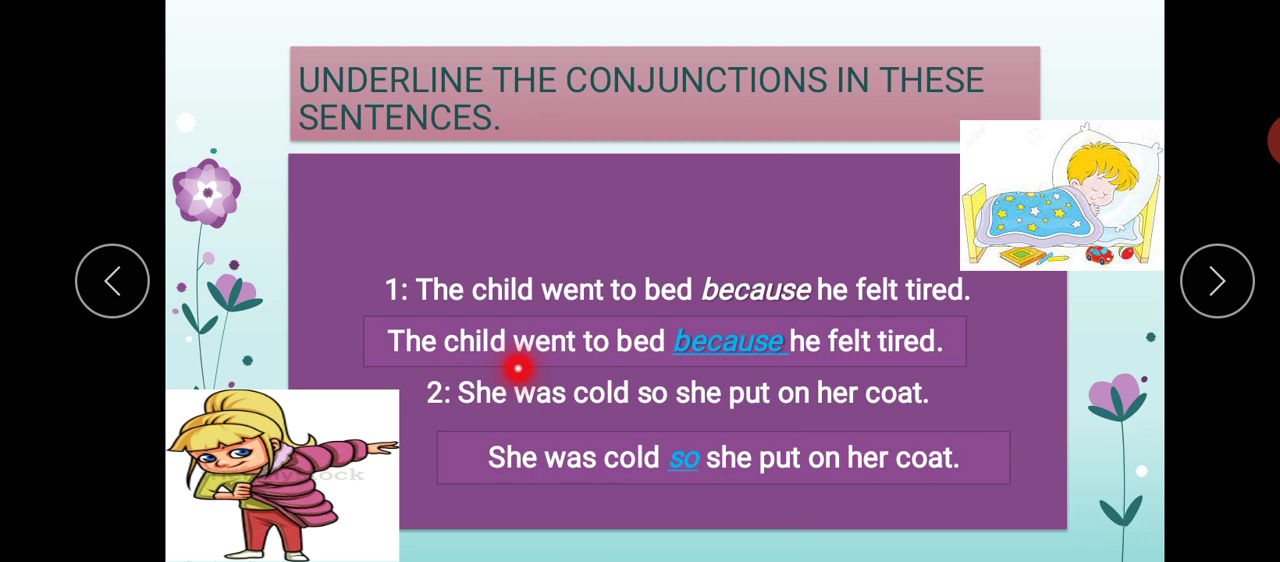 UNDERLINE THE CONJUNCTIONS IN THESE
SENTENCES.
1: The child went to bed because he felt tired.
The child went to bed because he felt tired.
2: She was cold so she put on her coat.
She was cold so she put on her coat.